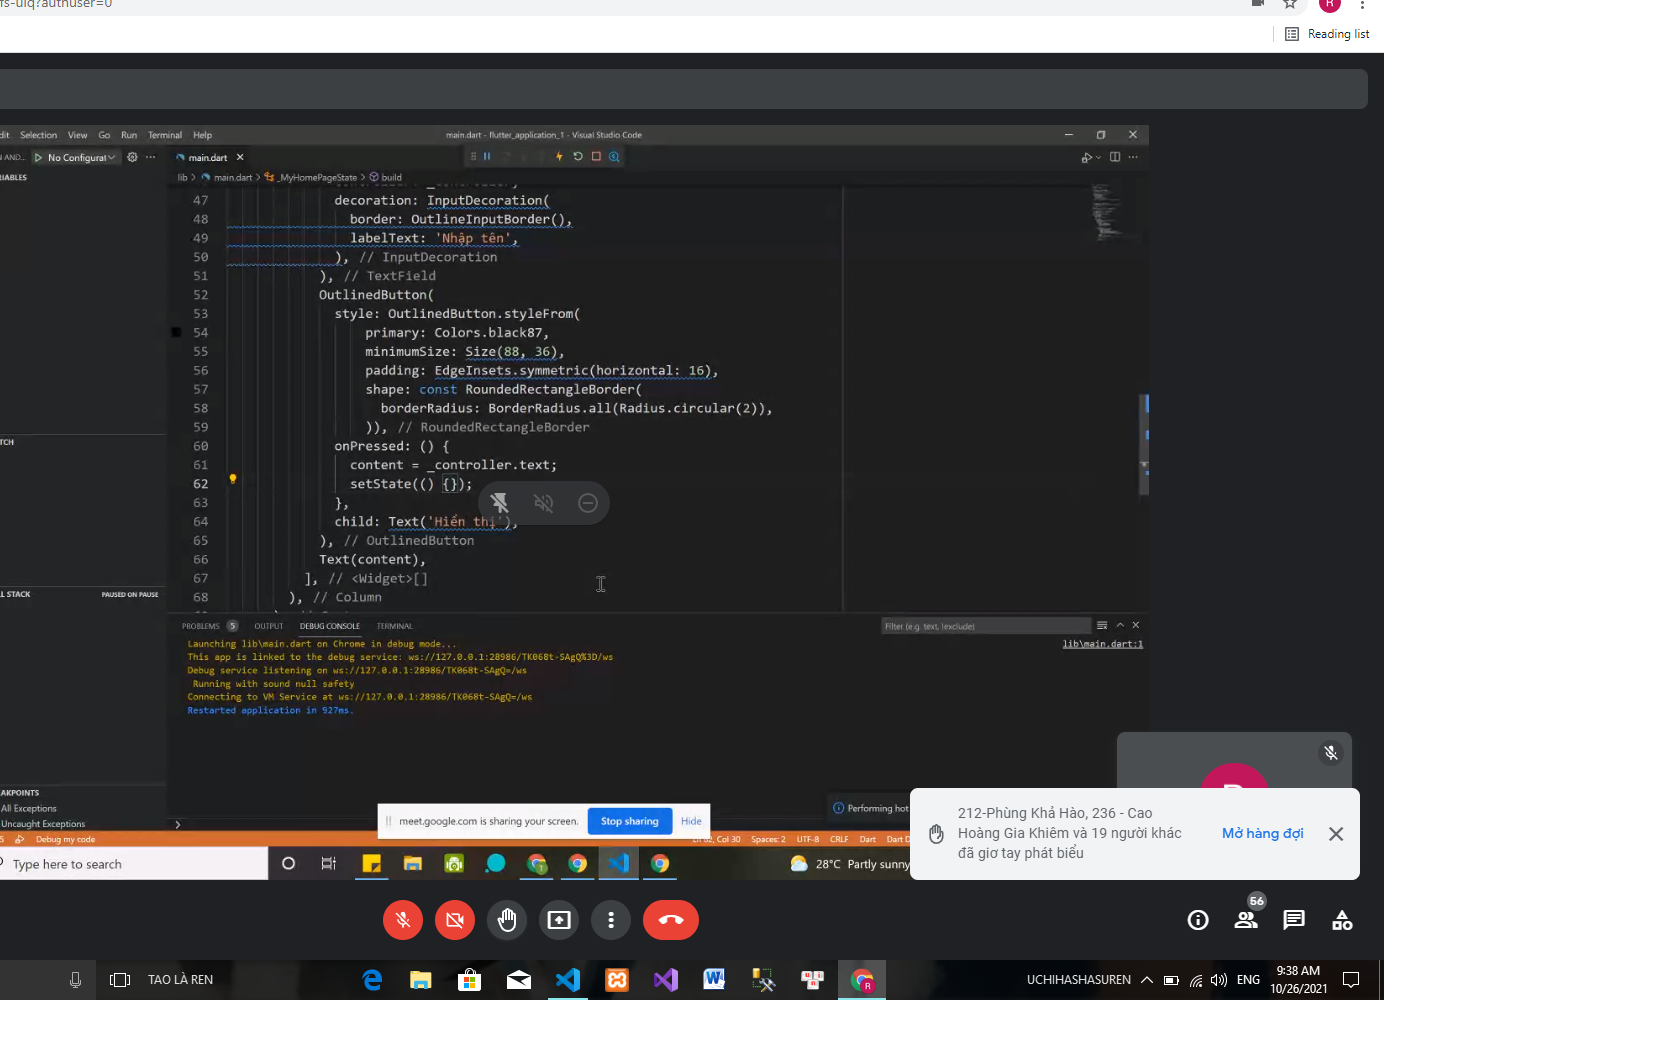 fs-uiq?authuser=0
R
Reading list
dit Selection View Go Run Terminal Help
main.dart - flutter_application_1 - Visual Studio Code
N AND... No Configurat
main.dart
IABLES
lib > main.dart > _MyHomePageState > build
47 decoration: InputDecoration(
48 border: OutlineInputBorder(),
49 labelText: 'Nhập tên',
50 ), // InputDecoration
51 ), // TextField
52 OutlinedButton(
53 style: OutlinedButton.styleFrom(
54 primary: Colors.black87,
55 minimumSize: Size(88, 36),
56 padding: EdgeInsets.symmetric(horizontal: 16),
57 shape: const RoundedRectangleBorder(
58 borderRadius: BorderRadius.all(Radius.circular(2)),
59 )), // RoundedRectangleBorder
60 onPressed: () {
61 content = _controller.text;
62 setState(() {});
63 },
64 child: Text('Hiển thị'),
65 ), // OutlinedButton
66 Text(content),
67 ], // <Widget>[]
68 ), // Column
TCH
L STACK PAUSED ON PAUSE
PROBLEMS 5 OUTPUT DEBUG CONSOLE TERMINAL
Filter (e.g. text, !exclude)
Launching lib\main.dart on Chrome in debug mode...
lib\main.dart:1
This app is linked to the debug service: ws://127.0.0.1:28986/TK068t-SAgQ%3D/ws
Debug service listening on ws://127.0.0.1:28986/TK068t-SAgQ=/ws
Running with sound null safety
Connecting to VM Service at ws://127.0.0.1:28986/TK068t-SAgQ=/ws
Restarted application in 927ms.
AKPOINTS
All Exceptions
Uncaught Exceptions
Performing hot
meet.google.com is sharing your screen. Stop sharing Hide
212-Phùng Khả Hào, 236 - Cao
Hoàng Gia Khiêm và 19 người khác
đã giơ tay phát biểu
Mở hàng đợi
Debug my code
Col 30 Spaces: 2 UTF-8 CRLF Dart Dart D
Type here to search
28°C Partly sunny
56
TAO LÀ REN
UCHIHASHASUREN
ENG
9:38 AM
10/26/2021